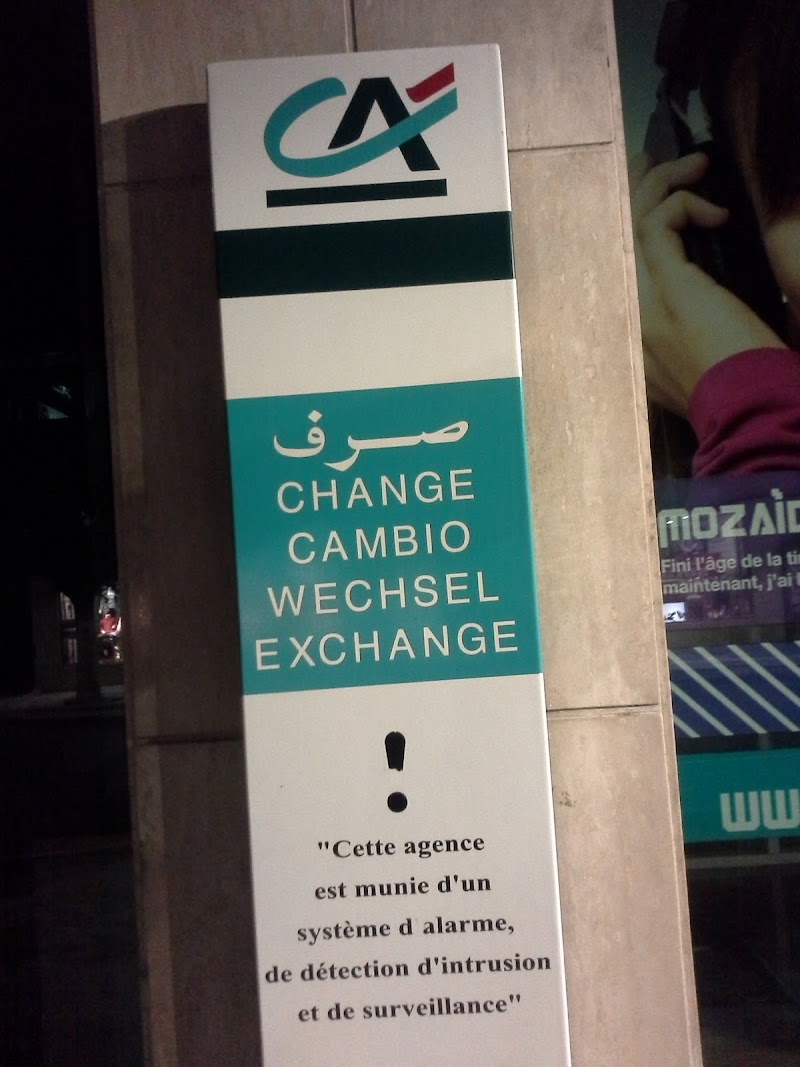 CA
صرف
CHANGE
CAMBIO
WECHSEL
EXCHANGE
!
"Cette agence
est munie d'un
système d alarme,
de détection d'intrusion
et de surveillance"
Fini l'âge de la
maintenant, j'ai